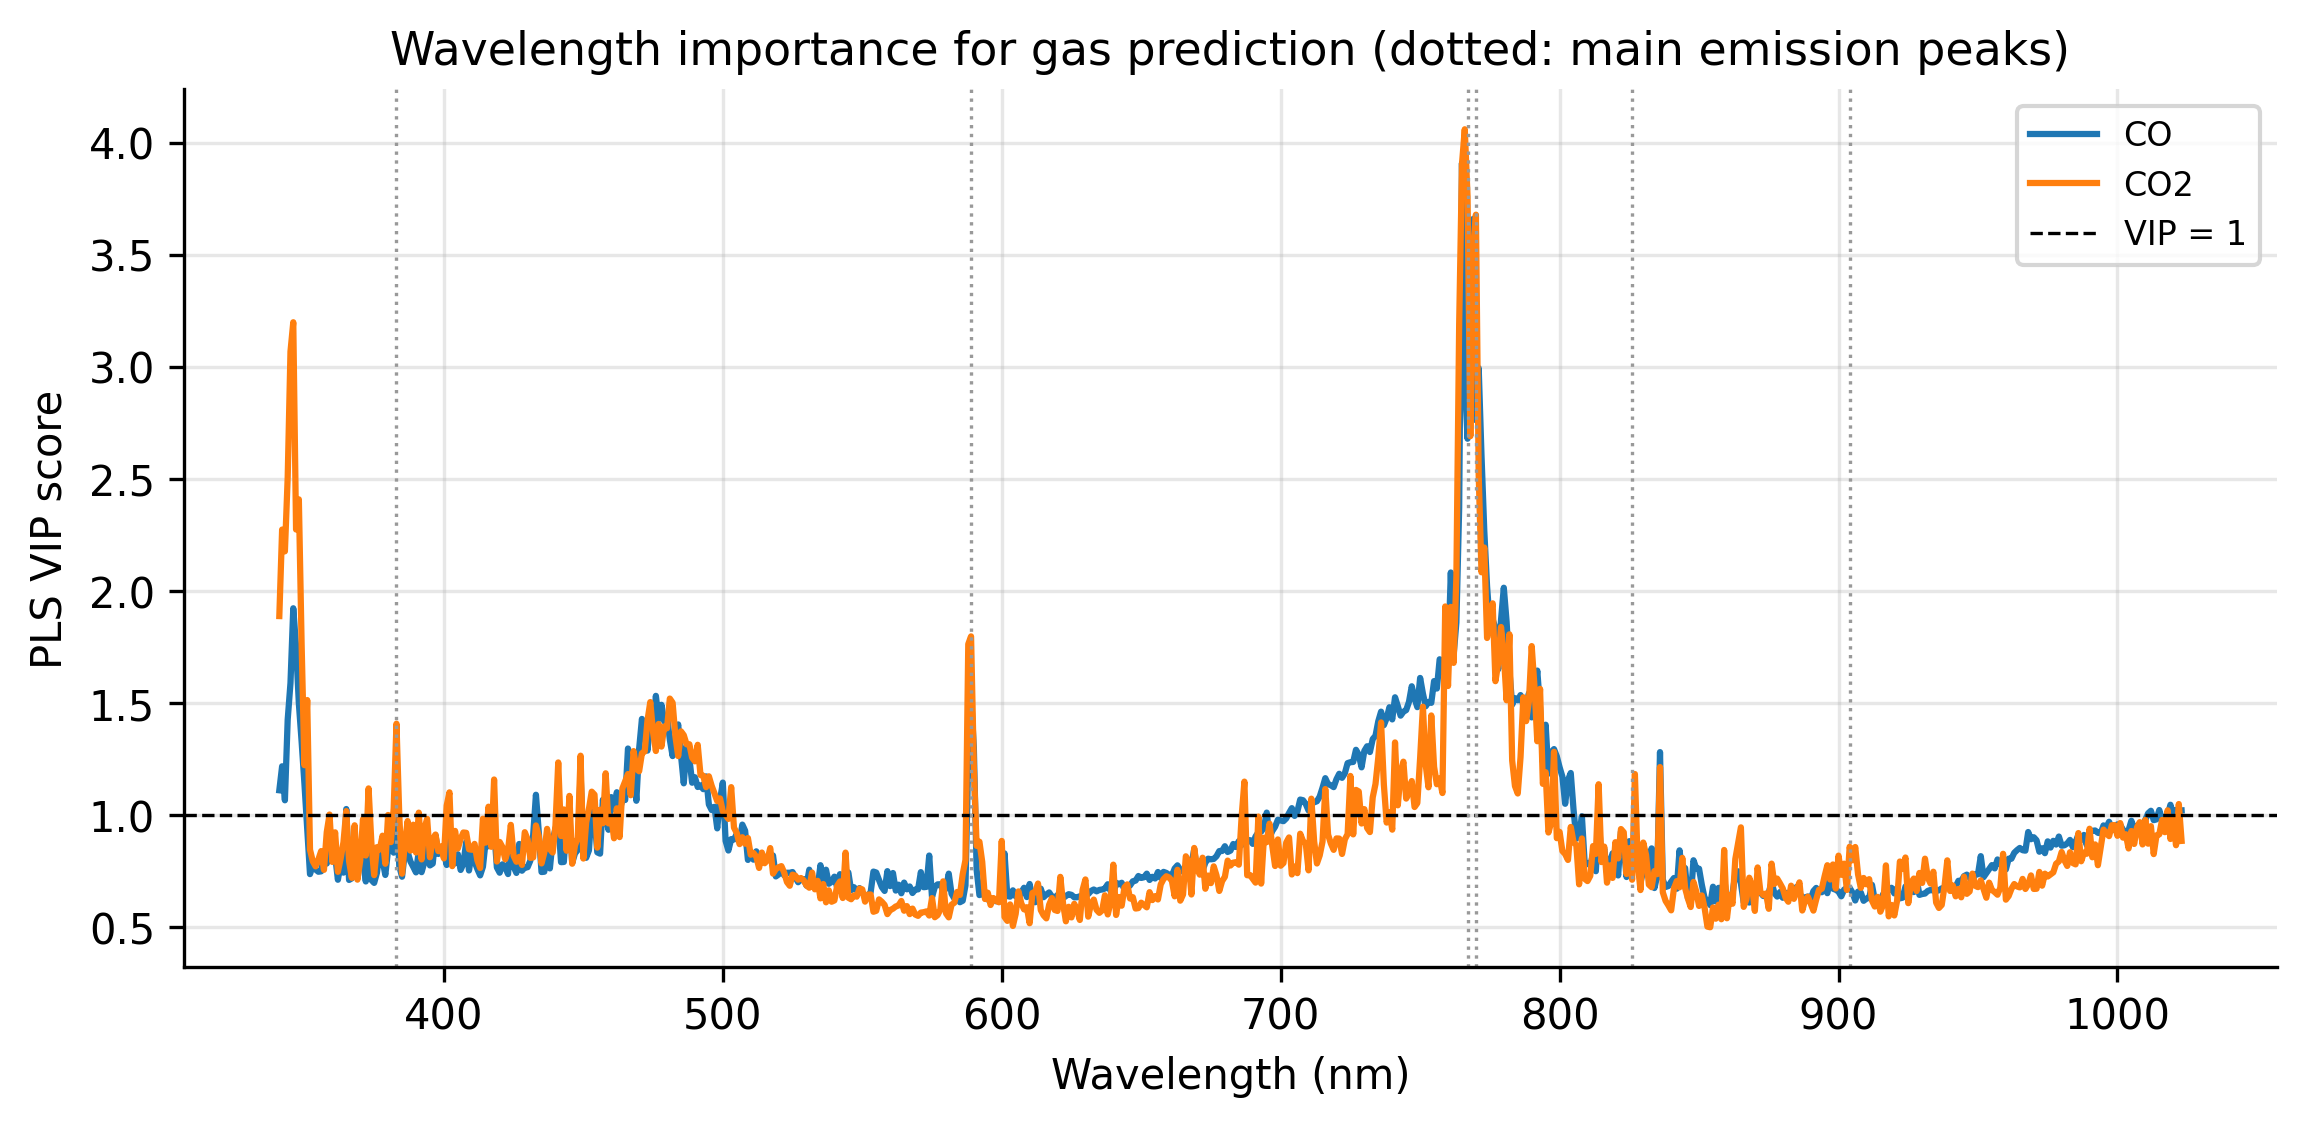 Wavelength importance for gas prediction (dotted: main emission peaks)
CO
CO2
VIP = 1
PLS VIP score
4.0
3.5
3.0
2.5
2.0
1.5
1.0
0.5
400
500
600
700
800
900
1000
Wavelength (nm)